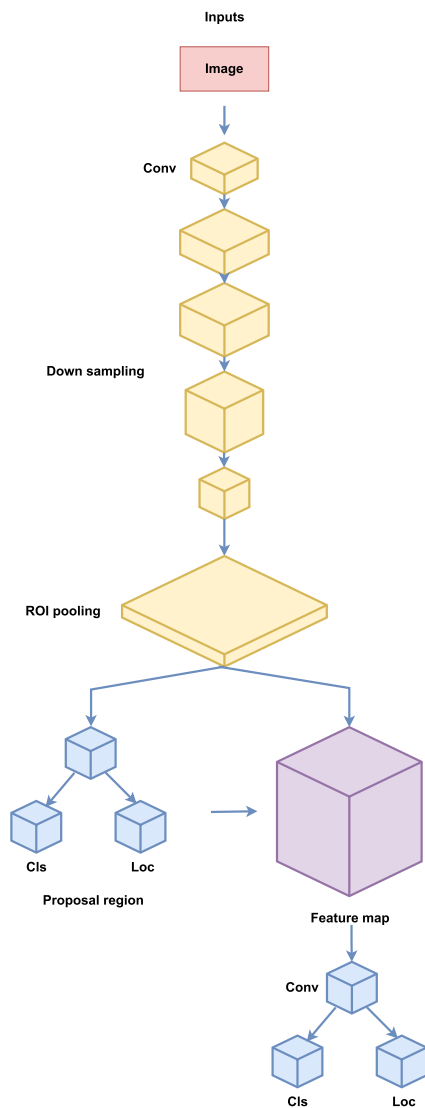 Inputs
Image
Conv
Down sampling
ROI pooling
Cls
Loc
Proposal region
Feature map
Conv
Cls
Loc